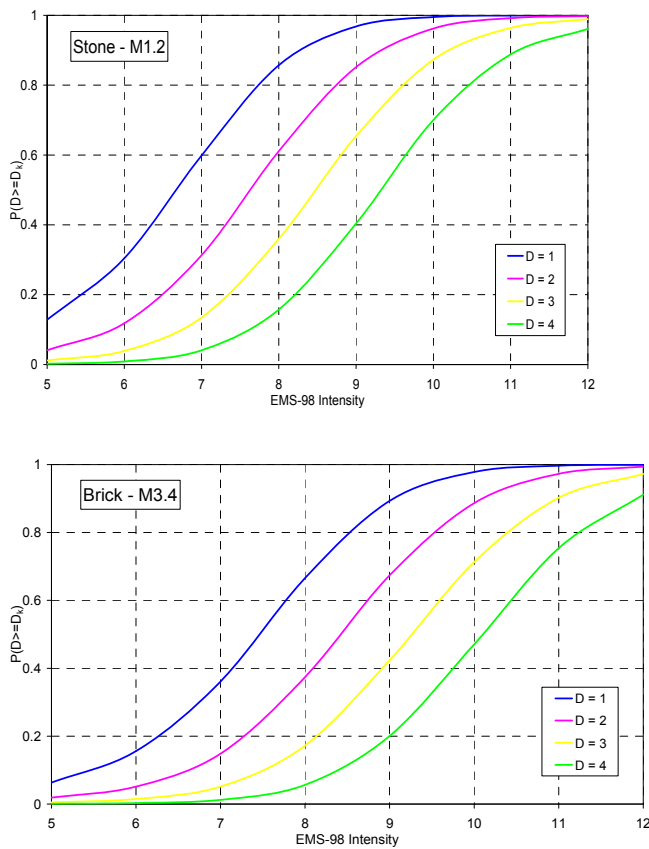 Stone - M1.2
P(D>=Dk)
1
0.8
0.6
0.4
0.2
0
5 6 7 8 9 10 11 12
EMS-98 Intensity
D = 1
D = 2
D = 3
D = 4
Brick - M3.4
P(D>=Dk)
1
0.8
0.6
0.4
0.2
0
5 6 7 8 9 10 11 12
EMS-98 Intensity
D = 1
D = 2
D = 3
D = 4